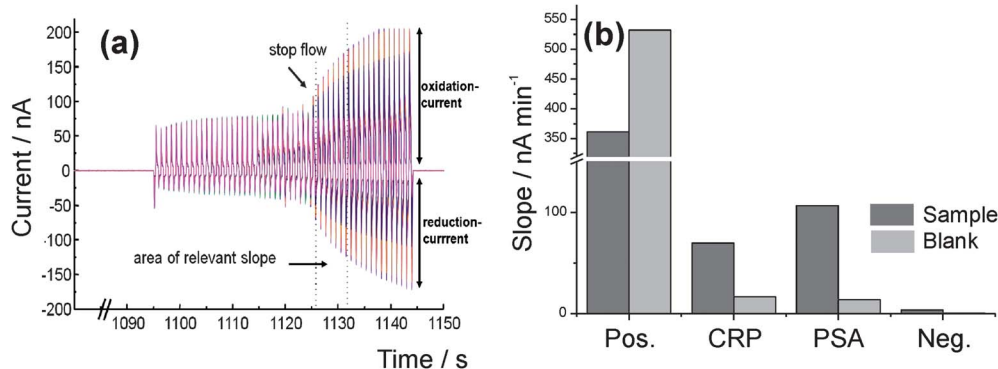 (a)
Current / nA
200
150
100
50
0
-50
-100
-150
-200
stop flow
oxidation-
current
reduction-
currrent
area of relevant slope
1090 1100 1110 1120 1130 1140 1150
Time / s
(b)
Slope / nA min⁻¹
550
500
450
400
350
100
0
Sample
Blank
Pos. CRP PSA Neg.